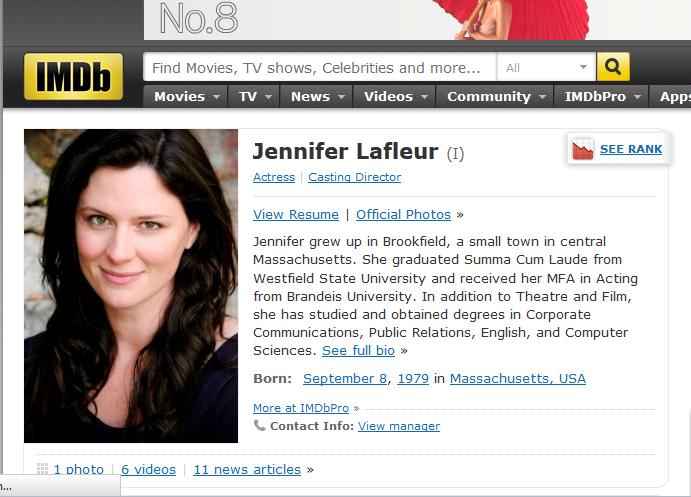 No.8
IMDb
Find Movies, TV shows, Celebrities and more...
All
Movies TV News Videos Community IMDbPro Apps
Jennifer Lafleur (I)
SEE RANK
Actress | Casting Director
View Resume | Official Photos »
Jennifer grew up in Brookfield, a small town in central
Massachusetts. She graduated Summa Cum Laude from
Westfield State University and received her MFA in Acting
from Brandeis University. In addition to Theatre and Film,
she has studied and obtained degrees in Corporate
Communications, Public Relations, English, and Computer
Sciences. See full bio »
Born: September 8, 1979 in Massachusetts, USA
More at IMDbPro »
Contact Info: View manager
1 photo | 6 videos | 11 news articles »